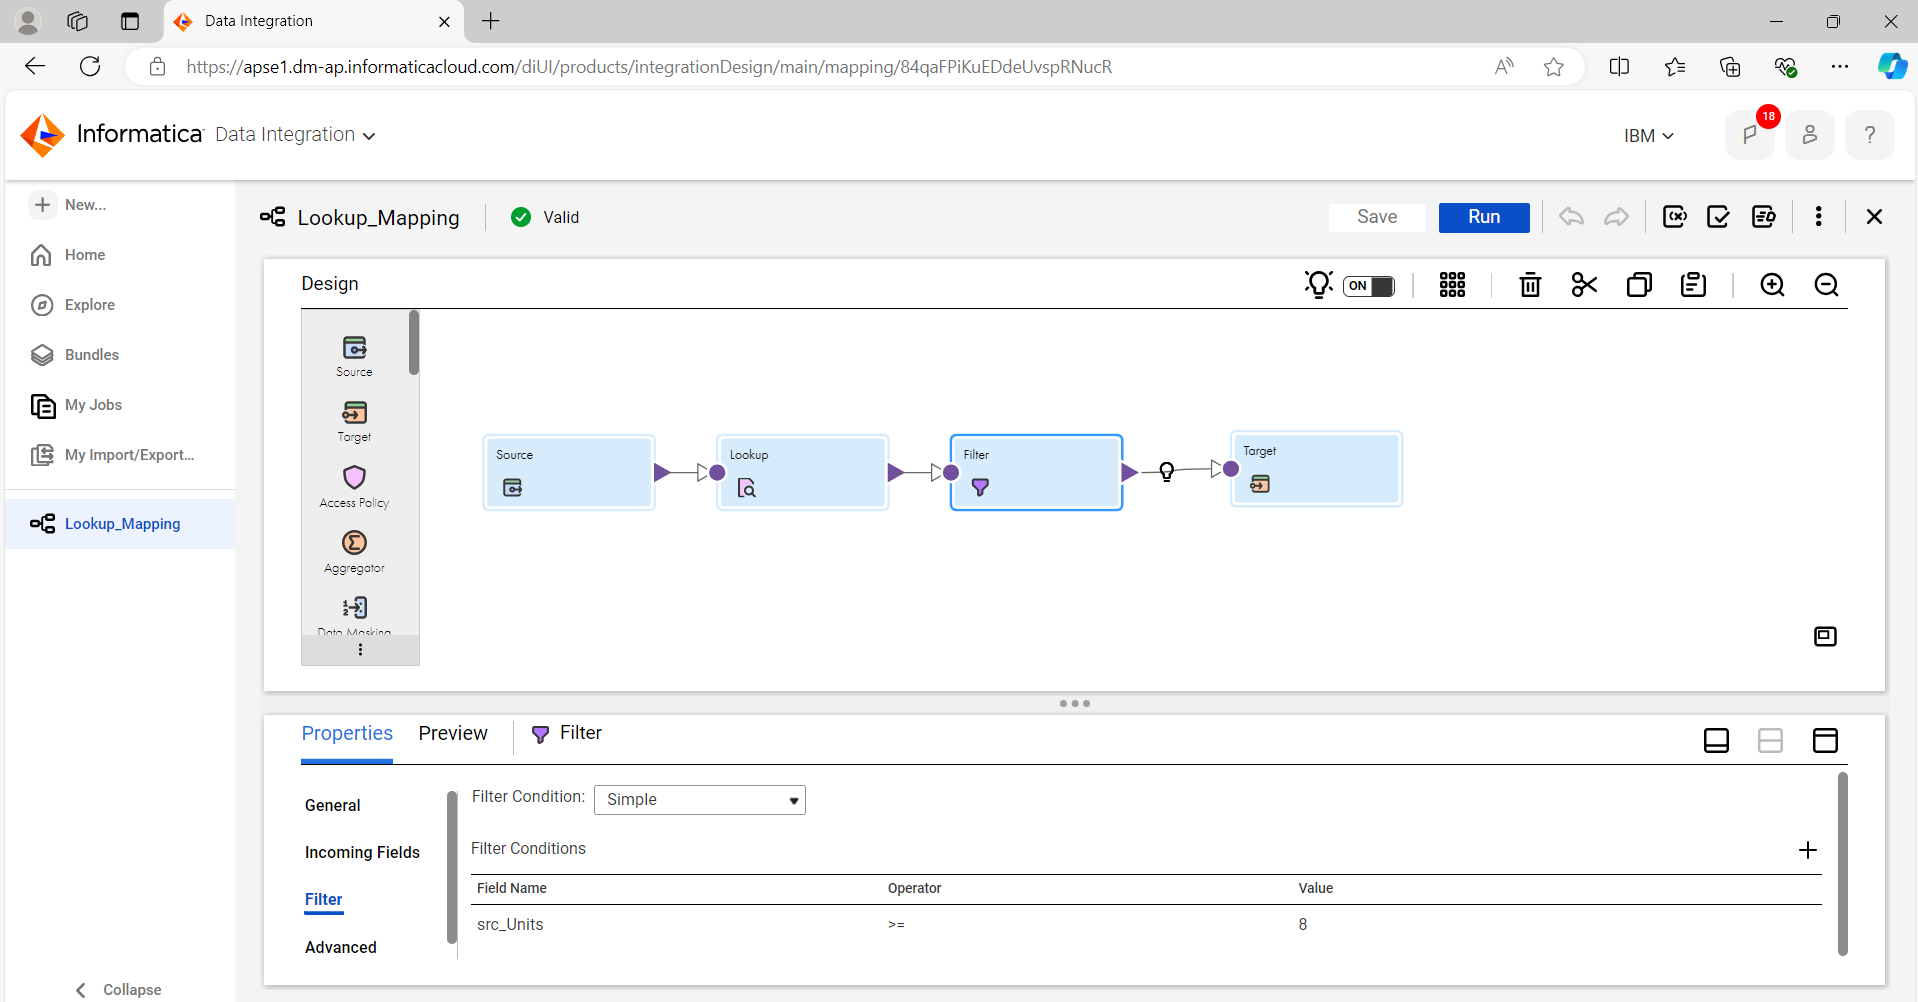 Data Integration
https://apse1.dm-ap.informaticacloud.com/diUI/products/integrationDesign/main/mapping/84qaFPiKuEDdeUvspRNucR
Informatica Data Integration
IBM
18
?
New...
Home
Explore
Bundles
My Jobs
My Import/Export...
Lookup_Mapping
Collapse
Lookup_Mapping
Valid
Save
Run
Design
ON
Source
Target
Access Policy
Aggregator
Data Masking
Source
Lookup
Filter
Target
Properties
Preview
Filter
General
Incoming Fields
Filter
Advanced
Filter Condition: Simple
Filter Conditions
Field Name Operator Value
src_Units >= 8